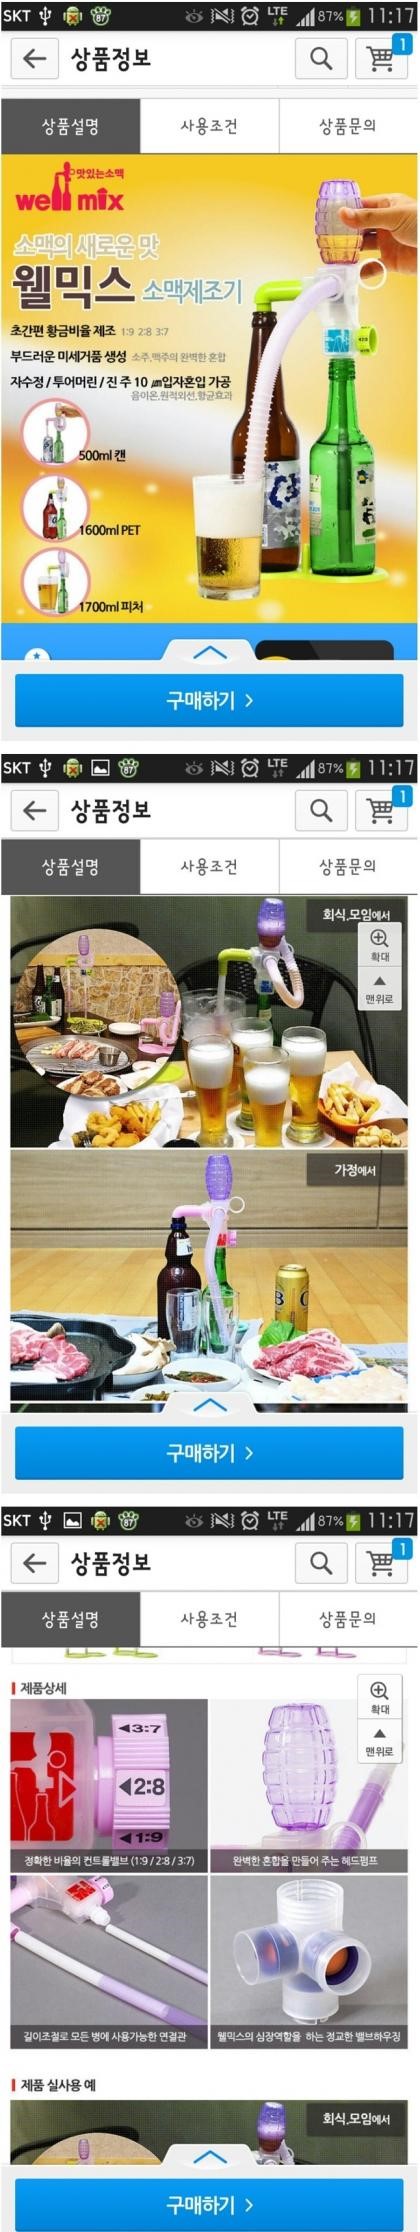 SKT 87 LTE 87% 11:17
상품정보 1
상품설명 사용조건 상품문의
맛있는소맥
well mix
소맥의 새로운 맛
웰믹스 소맥제조기
초간편 황금비율 제조 1:9 2:8 3:7
부드러운 미세거품 생성 소주,맥주의 완벽한 혼합
자수정 / 투어머린 / 진 주 10 ㎛입자혼입 가공
음이온,원적외선,항균효과
500ml 캔
1600ml PET
1700ml 피처
구매하기 >
SKT 87 LTE 87% 11:17
상품정보 1
상품설명 사용조건 상품문의
회식,모임에서
확대
맨위로
가정에서
구매하기 >
SKT 87 LTE 87% 11:17
상품정보 1
상품설명 사용조건 상품문의
제품상세
확대
맨위로
◀3:7
◀2:8
◀1:9
정확한 비율의 컨트롤밸브 (1:9 / 2:8 / 3:7)
완벽한 혼합을 만들어 주는 헤드펌프
길이조절로 모든 병에 사용가능한 연결관
웰믹스의 심장역할을 하는 정교한 밸브하우징
제품 실사용 예
회식,모임에서
구매하기 >